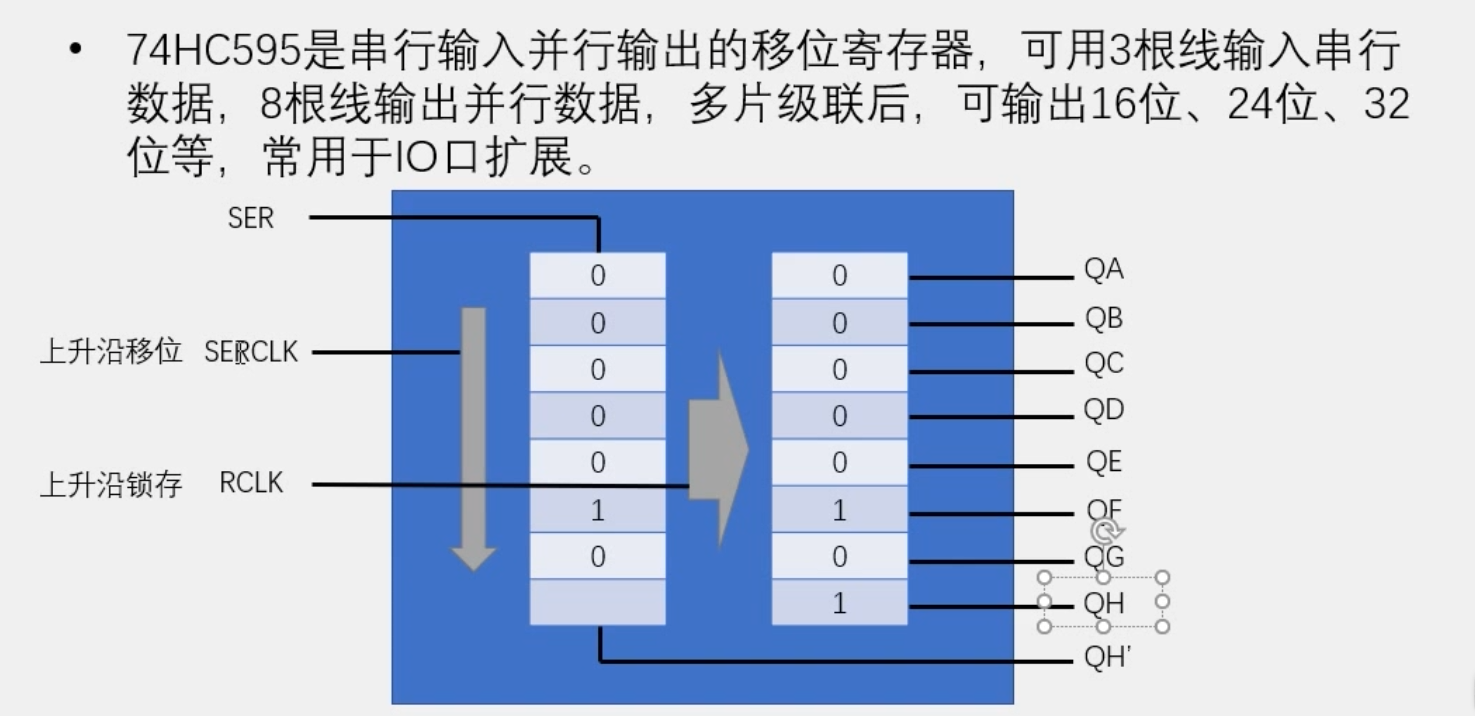 • 74HC595是串行输入并行输出的移位寄存器，可用3根线输入串行
数据，8根线输出并行数据，多片级联后，可输出16位、24位、32
位等，常用于IO口扩展。
SER
0 0 QA
0 0 QB
上升沿移位 SERCLK
0 0 QC
0 0 QD
0 0 QE
上升沿锁存 RCLK
1 1 QF
0 0 QG
1 QH
QH'